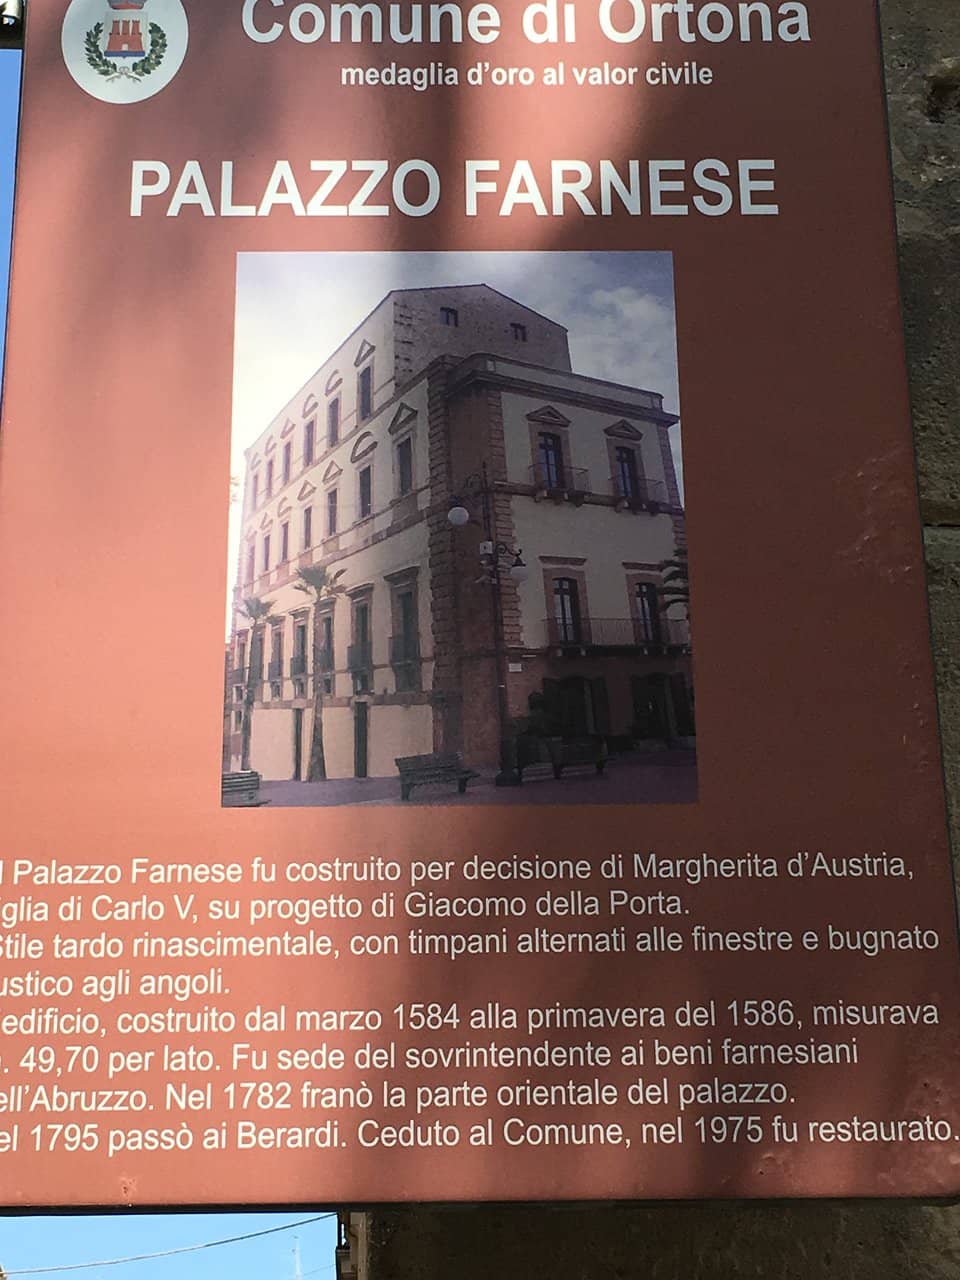 Comune di Ortona
medaglia d'oro al valor civile
PALAZZO FARNESE
l Palazzo Farnese fu costruito per decisione di Margherita d'Austria,
iglia di Carlo V, su progetto di Giacomo della Porta.
Stile tardo rinascimentale, con timpani alternati alle finestre e bugnato
ustico agli angoli.
'edificio, costruito dal marzo 1584 alla primavera del 1586, misurava
. 49,70 per lato. Fu sede del sovrintendente ai beni farnesiani
ell'Abruzzo. Nel 1782 franò la parte orientale del palazzo.
el 1795 passò ai Berardi. Ceduto al Comune, nel 1975 fu restaurato.